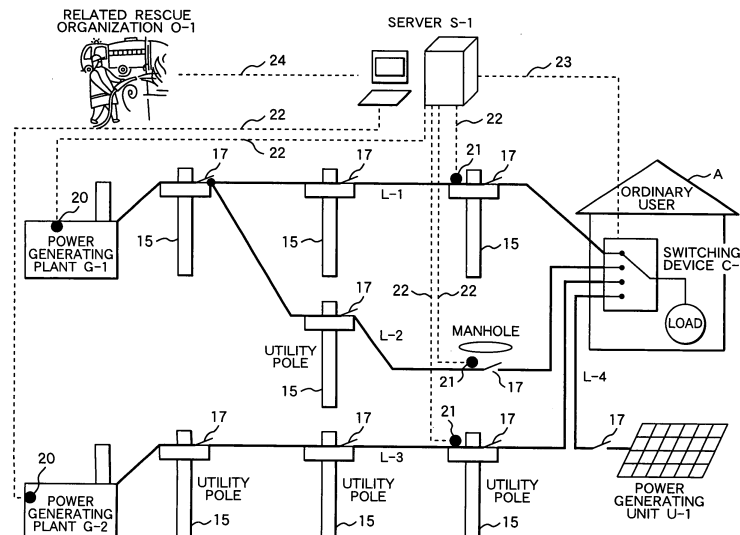 RELATED RESCUE
ORGANIZATION O-1
SERVER S-1
24
23
22
22
22
21
17
17
17
A
20
L-1
ORDINARY
USER
POWER
GENERATING
PLANT G-1
15
15
15
SWITCHING
DEVICE C-
22
22
17
L-2
MANHOLE
LOAD
UTILITY
POLE
15
21
17
L-4
17
17
21
17
17
20
L-3
UTILITY
POLE
UTILITY
POLE
UTILITY
POLE
POWER
GENERATING
PLANT G-2
15
15
15
POWER
GENERATING
UNIT U-1